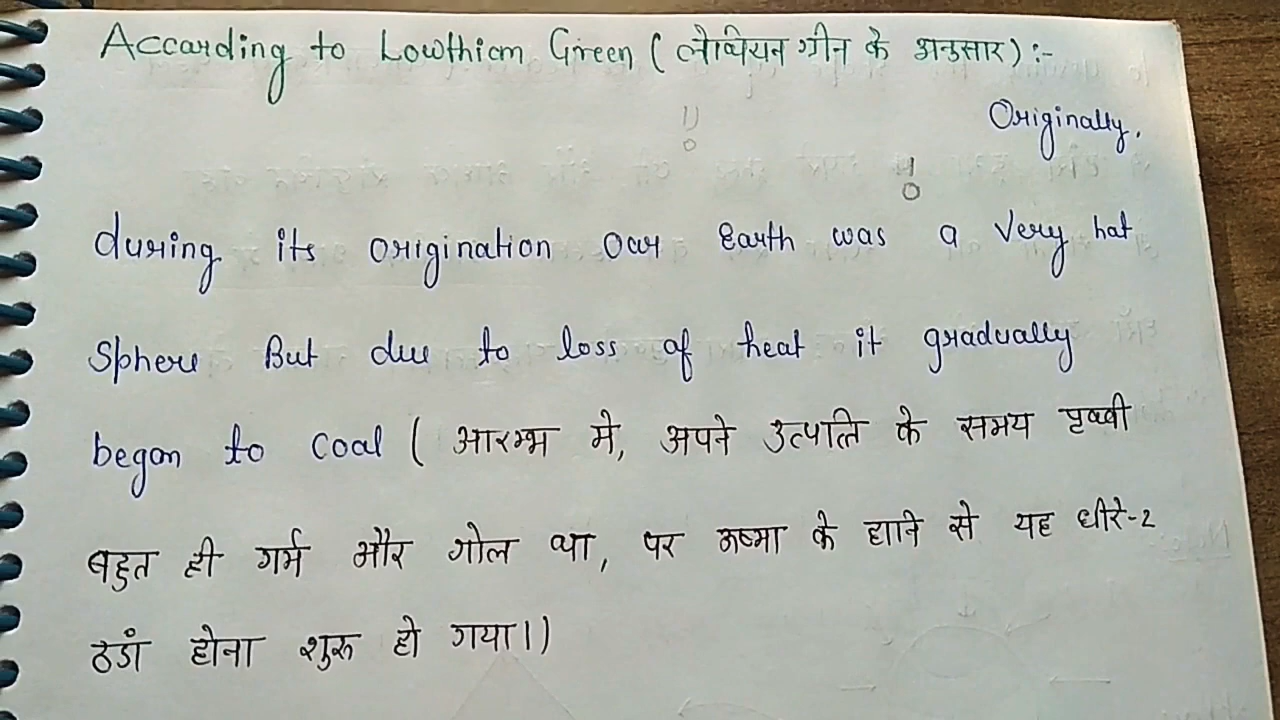 According to Lowthian Green (लोथियन ग्रीन के अनुसार) :-
Originally,
during its origination our Earth was a very hot
Sphere But due to loss of heat it gradually
began to cool ( आरम्भ मे, अपने उत्पत्ति के समय पृथ्वी
बहुत ही गर्म और गोल था, पर ऊष्मा के हानि से यह धीरे-2
ठडां होना शुरू हो गया।)